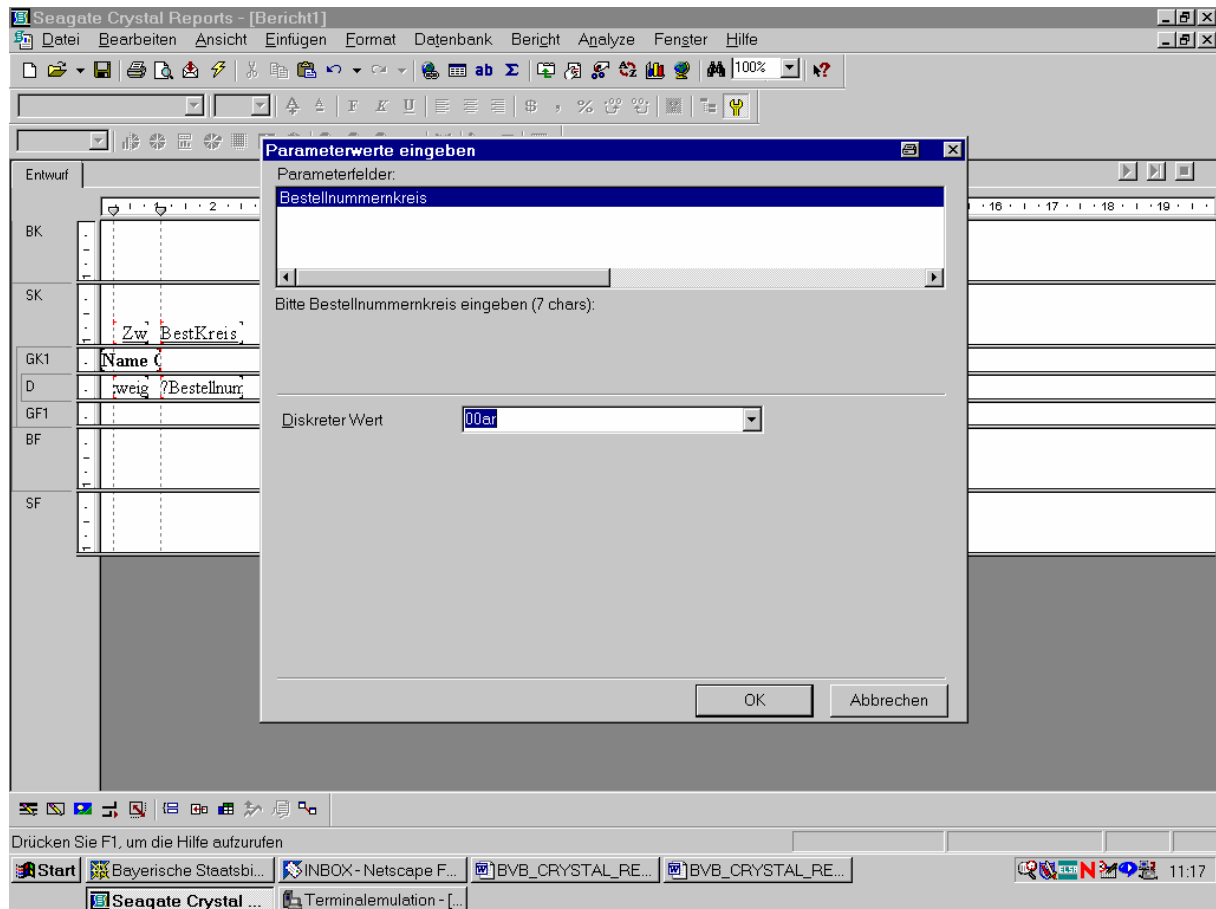 Seagate Crystal Reports - [Bericht1]
Datei Bearbeiten Ansicht Einfügen Format Datenbank Bericht Analyze Fenster Hilfe
ab Σ 100%
F K U $ , %
Parameterwerte eingeben
Entwurf
Parameterfelder:
Bestellnummernkreis
2 16 17 18 19
BK
SK
Bitte Bestellnummernkreis eingeben (7 chars):
Zw BestKreis
GK1 Name
D weig ?Bestellnum
GF1
Diskreter Wert 00ar
BF
SF
OK Abbrechen
Drücken Sie F1, um die Hilfe aufzurufen
Start Bayerische Staatsbi... INBOX - Netscape F... BVB_CRYSTAL_RE... BVB_CRYSTAL_RE... N 11:17
Seagate Crystal ... Terminalemulation - [...